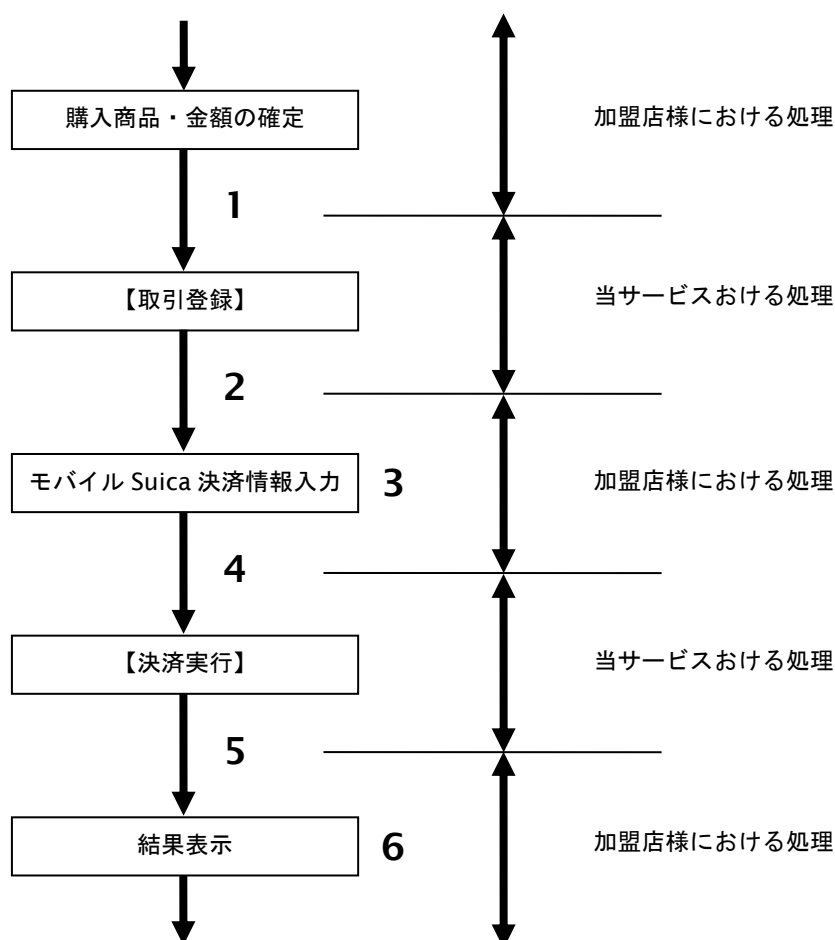 購入商品・金額の確定
加盟店様における処理
1
【取引登録】
当サービスおける処理
2
モバイル Suica 決済情報入力
3
加盟店様における処理
4
【決済実行】
当サービスおける処理
5
結果表示
6
加盟店様における処理